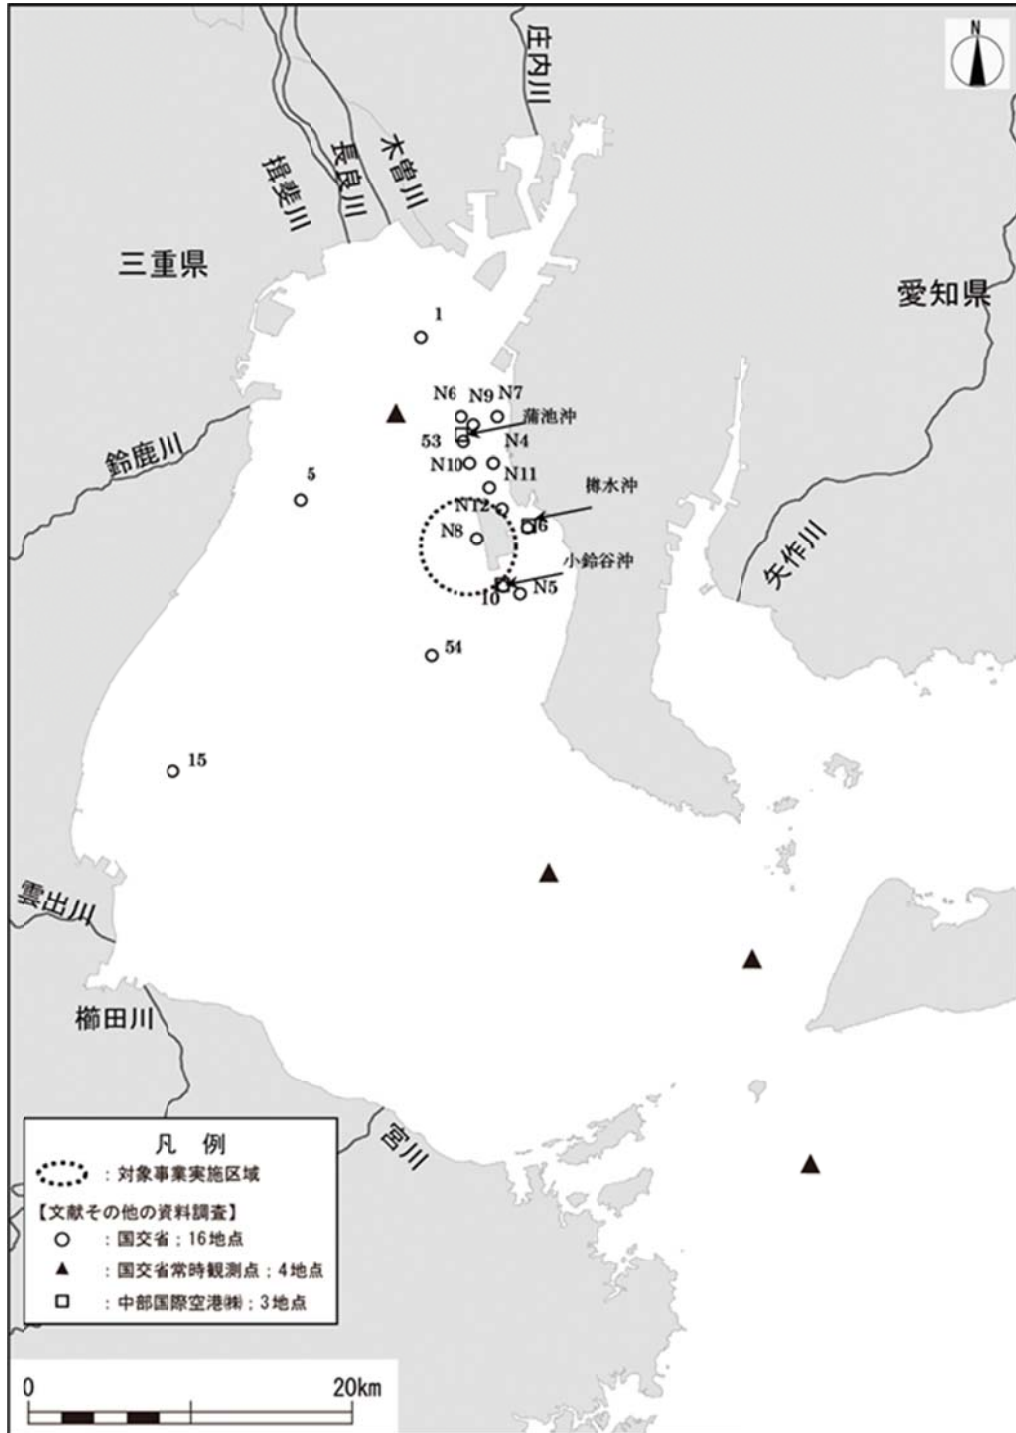 N
庄内川
木曽川
長良川
揖斐川
三重県
愛知県
1
N6
N9
N7
蒲池沖
53
N4
鈴鹿川
N10
N11
5
樽水沖
N12
6
N8
矢作川
小鈴谷沖
10
N5
54
15
雲出川
櫛田川
宮川
凡 例
:対象事業実施区域
【文献その他の資料調査】
:国交省;16地点
:国交省常時観測点;4地点
:中部国際空港㈱;3地点
0
20km